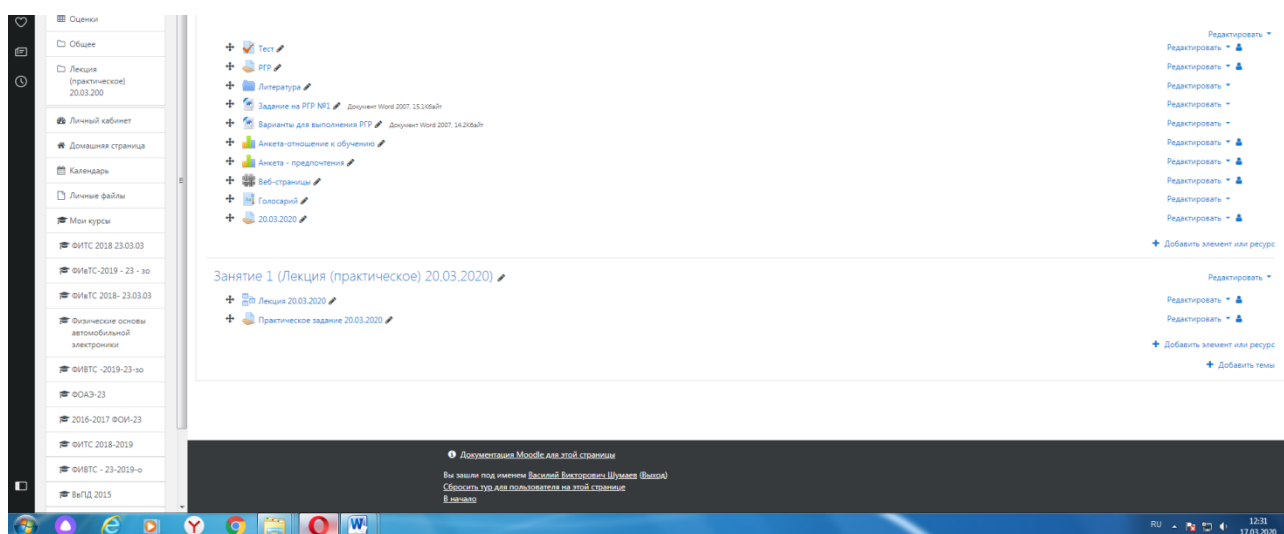 Оценки
Общее
Лекция
(практическое)
20.03.200
Личный кабинет
Домашняя страница
Календарь
Личные файлы
Мои курсы
ФИТС 2018 23.03.03
ФИвТС-2019 - 23 - зо
ФИвТС 2018- 23.03.03
Физические основы
автомобильной
электроники
ФИВТС -2019-23-зо
ФОАЭ-23
2016-2017 ФОИ-23
ФИТС 2018-2019
ФИВТС - 23-2019-о
ВвПД 2015
Редактировать
Тест Редактировать
РГР Редактировать
Литература Редактировать
Задание на РГР №1 Документ Word 2007, 15.1Кбайт Редактировать
Варианты для выполнения РГР Документ Word 2007, 14.2Кбайт Редактировать
Анкета-отношение к обучению Редактировать
Анкета - предпочтения Редактировать
Веб-страницы Редактировать
Голосарий Редактировать
20.03.2020 Редактировать
Добавить элемент или ресурс
Занятие 1 (Лекция (практическое) 20.03.2020) Редактировать
Лекция 20.03.2020 Редактировать
Практическое задание 20.03.2020 Редактировать
Добавить элемент или ресурс
Добавить темы
Документация Moodle для этой страницы
Вы зашли под именем Василий Викторович Шумаев (Выход)
Сбросить тур для пользователя на этой странице
В начало
RU 12:31
17.03.2020